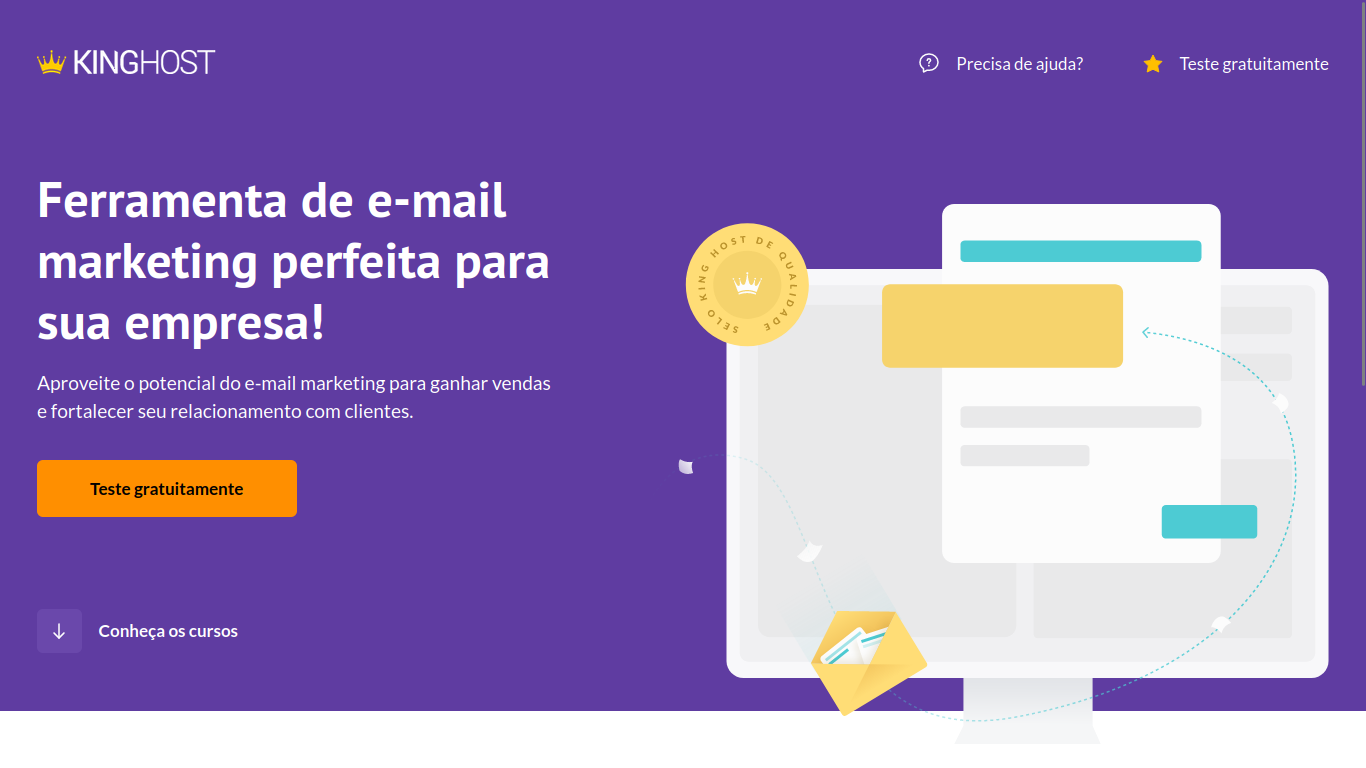 KINGHOST
Precisa de ajuda?
Teste gratuitamente
Ferramenta de e-mail
marketing perfeita para
sua empresa!
Aproveite o potencial do e-mail marketing para ganhar vendas
e fortalecer seu relacionamento com clientes.
Teste gratuitamente
Conheça os cursos
SELO KING HOST DE QUALIDADE